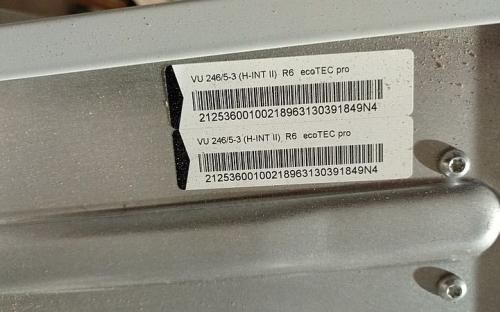 VU 246/5-3 (H-INT II) R6 ecoTEC pro
21253600100218963130391849N4
VU 246/5-3 (H-INT II) R6 ecoTEC pro
21253600100218963130391849N4